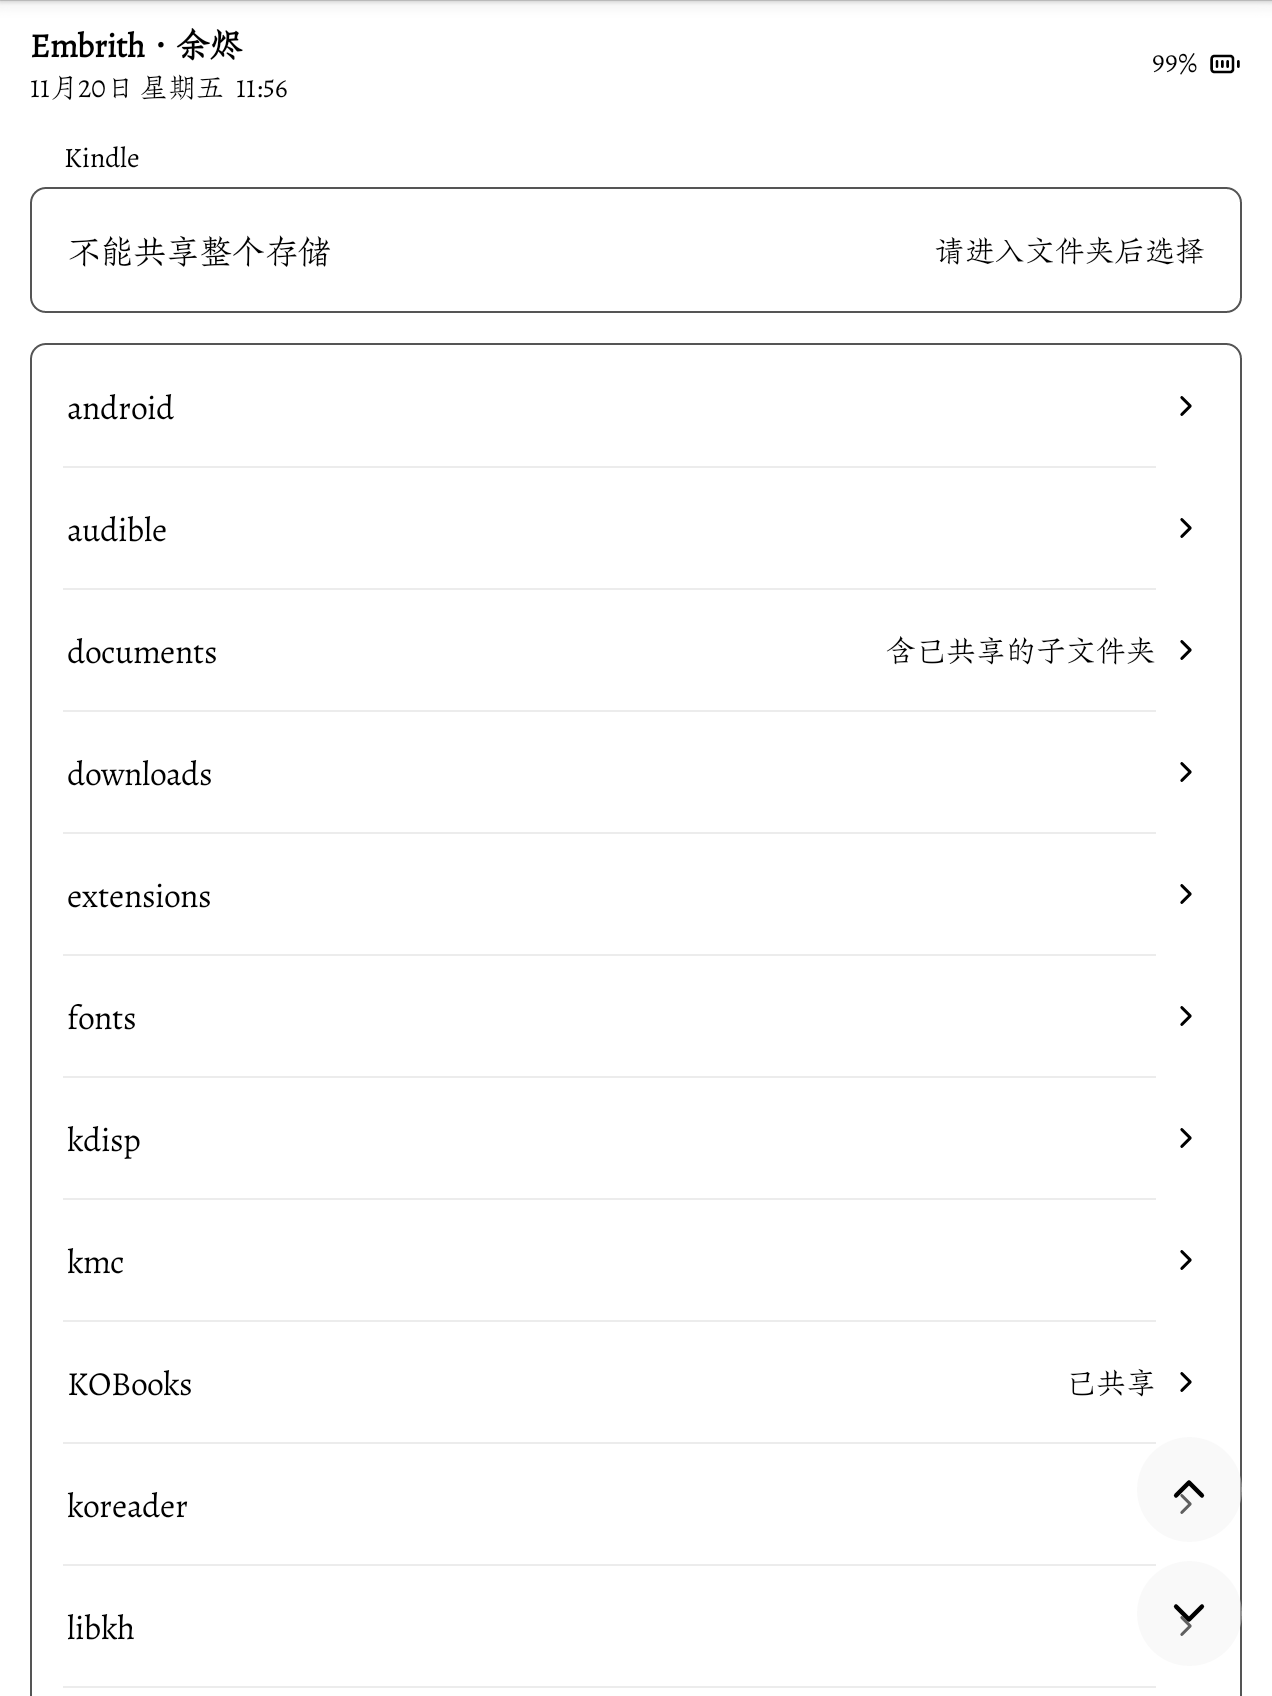 Embrith · 余烬
11月20日 星期五 11:56
99%
Kindle
不能共享整个存储 请进入文件夹后选择
android
audible
documents 含已共享的子文件夹
downloads
extensions
fonts
kdisp
kmc
KOBooks 已共享
koreader
libkh